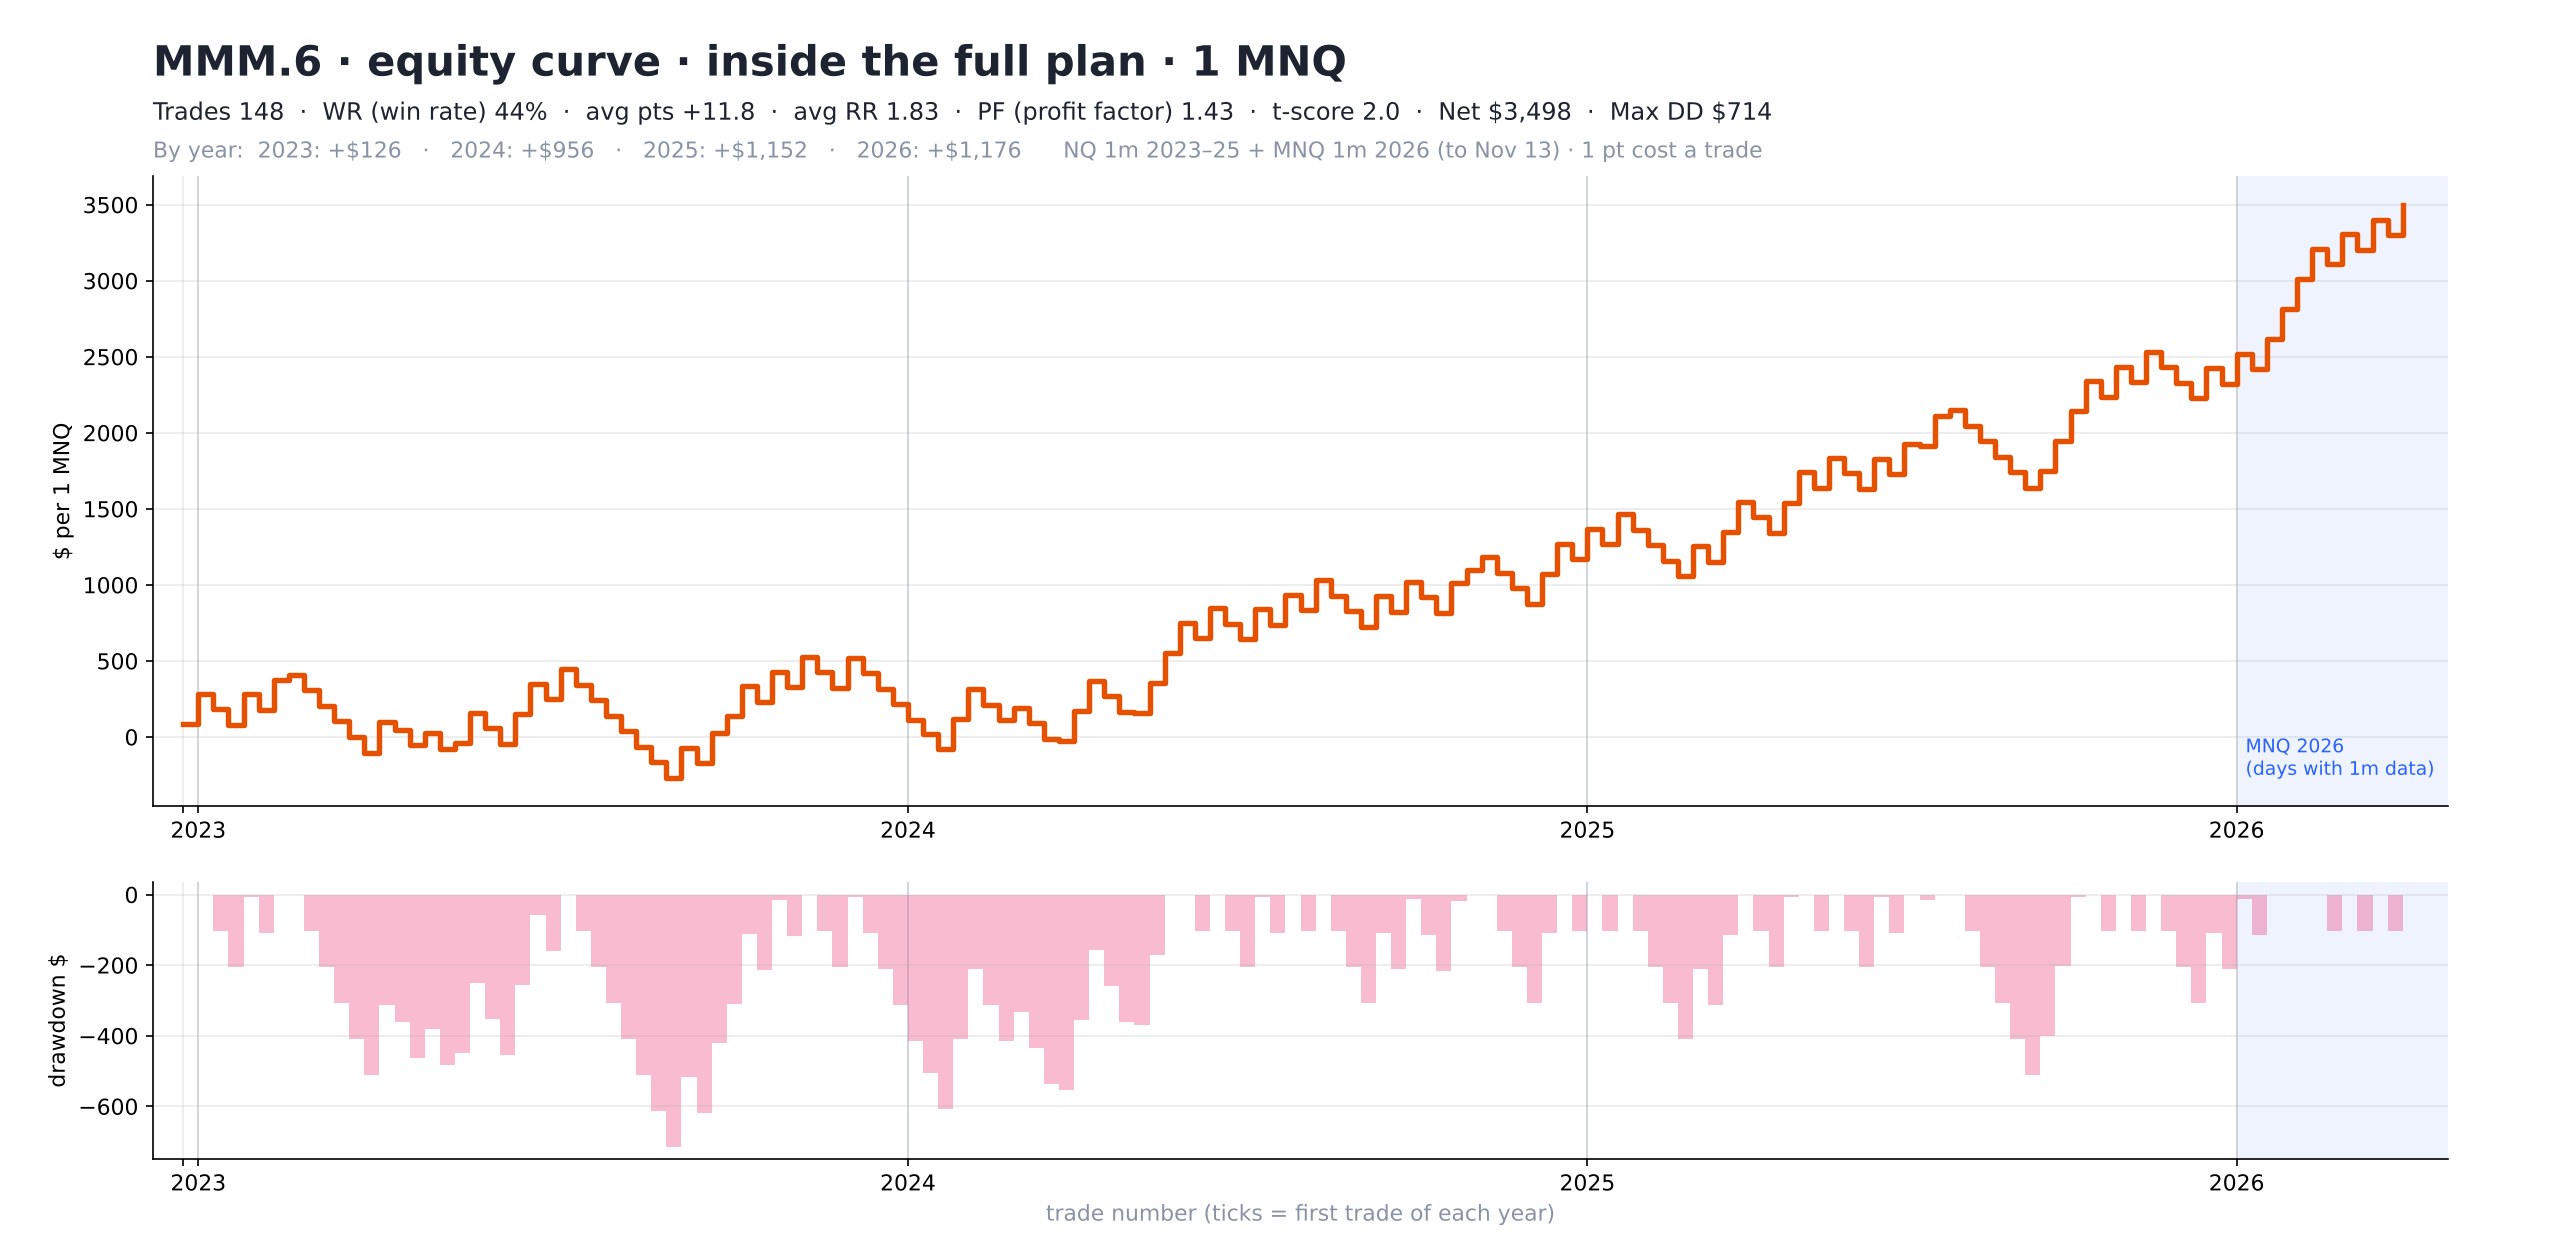 MMM.6 · equity curve · inside the full plan · 1 MNQ
Trades 148 · WR (win rate) 44% · avg pts +11.8 · avg RR 1.83 · PF (profit factor) 1.43 · t-score 2.0 · Net $3,498 · Max DD $714
By year: 2023: +$126 · 2024: +$956 · 2025: +$1,152 · 2026: +$1,176 NQ 1m 2023–25 + MNQ 1m 2026 (to Nov 13) · 1 pt cost a trade
$ per 1 MNQ
3500
3000
2500
2000
1500
1000
500
0
MNQ 2026
(days with 1m data)
2023 2024 2025 2026
drawdown $
0
−200
−400
−600
2023 2024 2025 2026
trade number (ticks = first trade of each year)